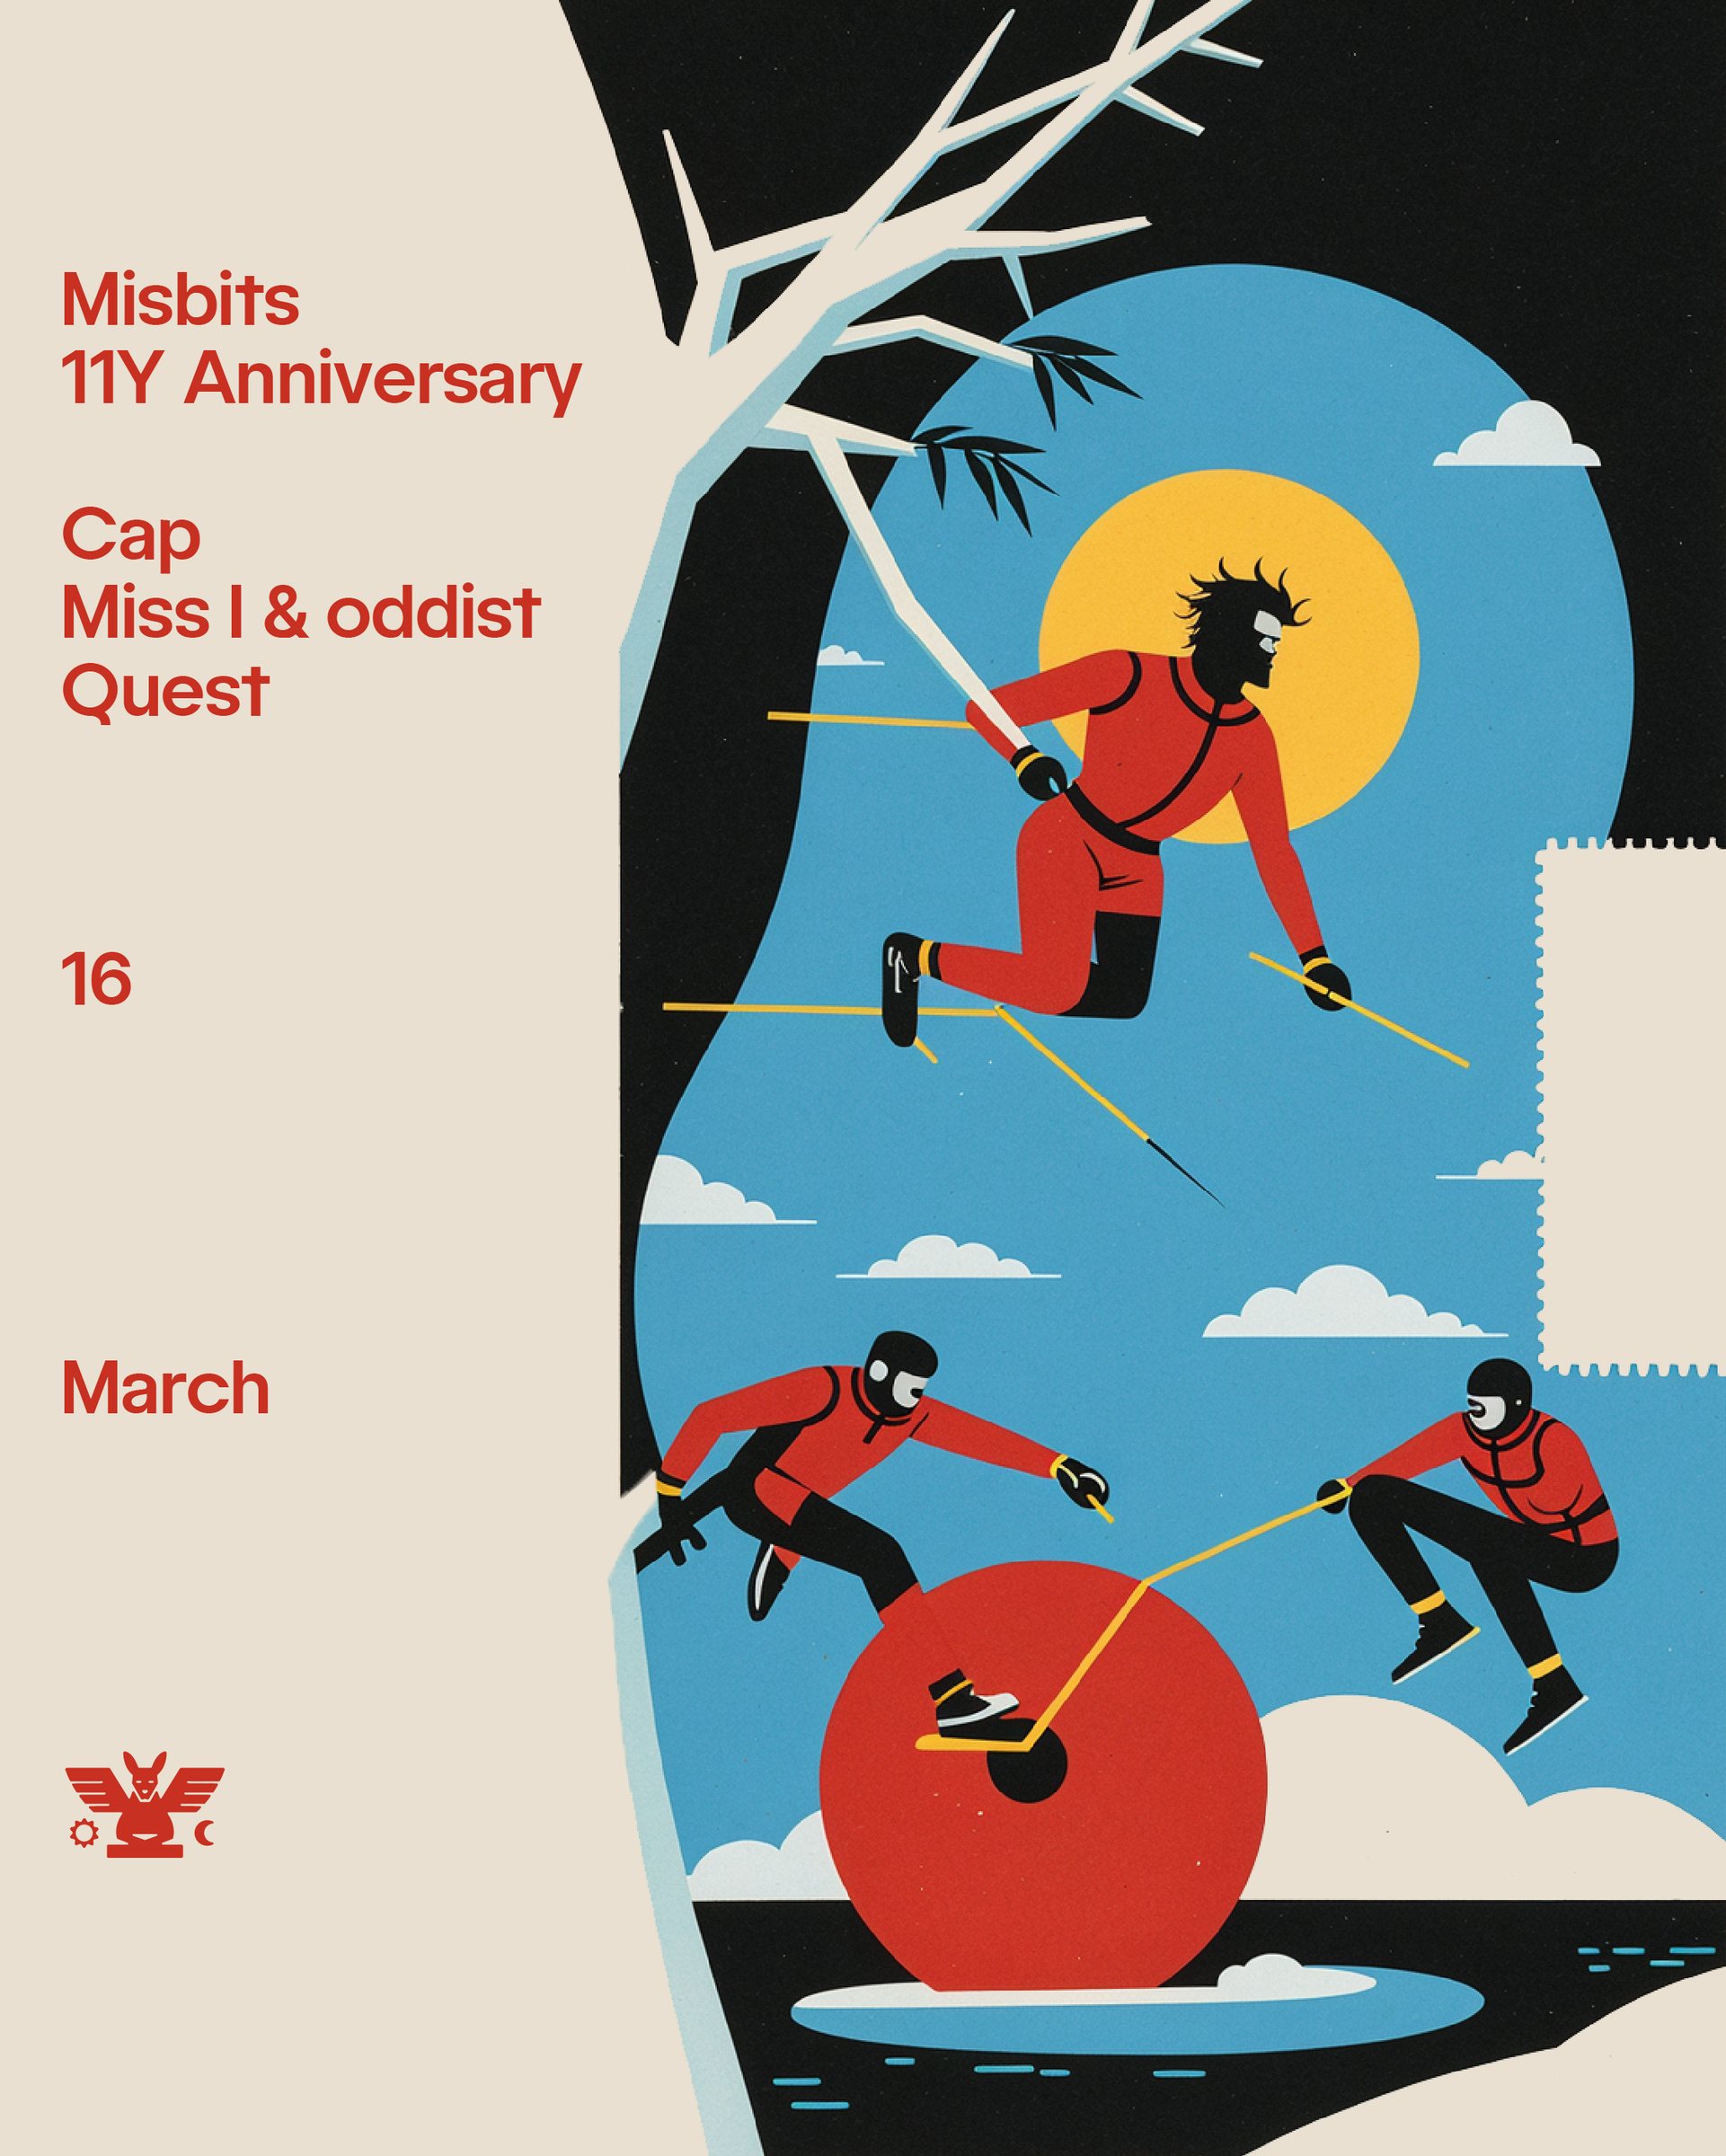 Misbits
11Y Anniversary
Cap
Miss I & oddist
Quest
16
March